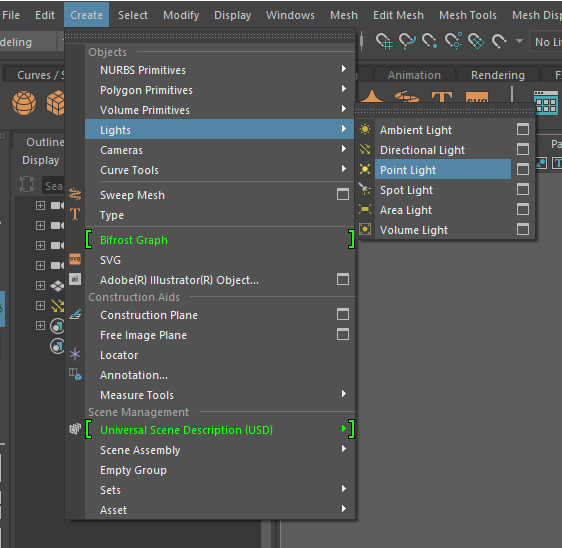 File Edit Create Select Modify Display Windows Mesh Edit Mesh Mesh Tools Mesh Disp
deling
No Li
Curves / S
Animation Rendering F
Objects
NURBS Primitives
Polygon Primitives
Volume Primitives
Lights
Cameras
Curve Tools
Sweep Mesh
Type
Bifrost Graph
SVG
Adobe(R) Illustrator(R) Object...
Construction Aids
Construction Plane
Free Image Plane
Locator
Annotation...
Measure Tools
Scene Management
Universal Scene Description (USD)
Scene Assembly
Empty Group
Sets
Asset
Ambient Light
Directional Light
Point Light
Spot Light
Area Light
Volume Light
Outline
Display
Sea
Pa
svg
svg
ai